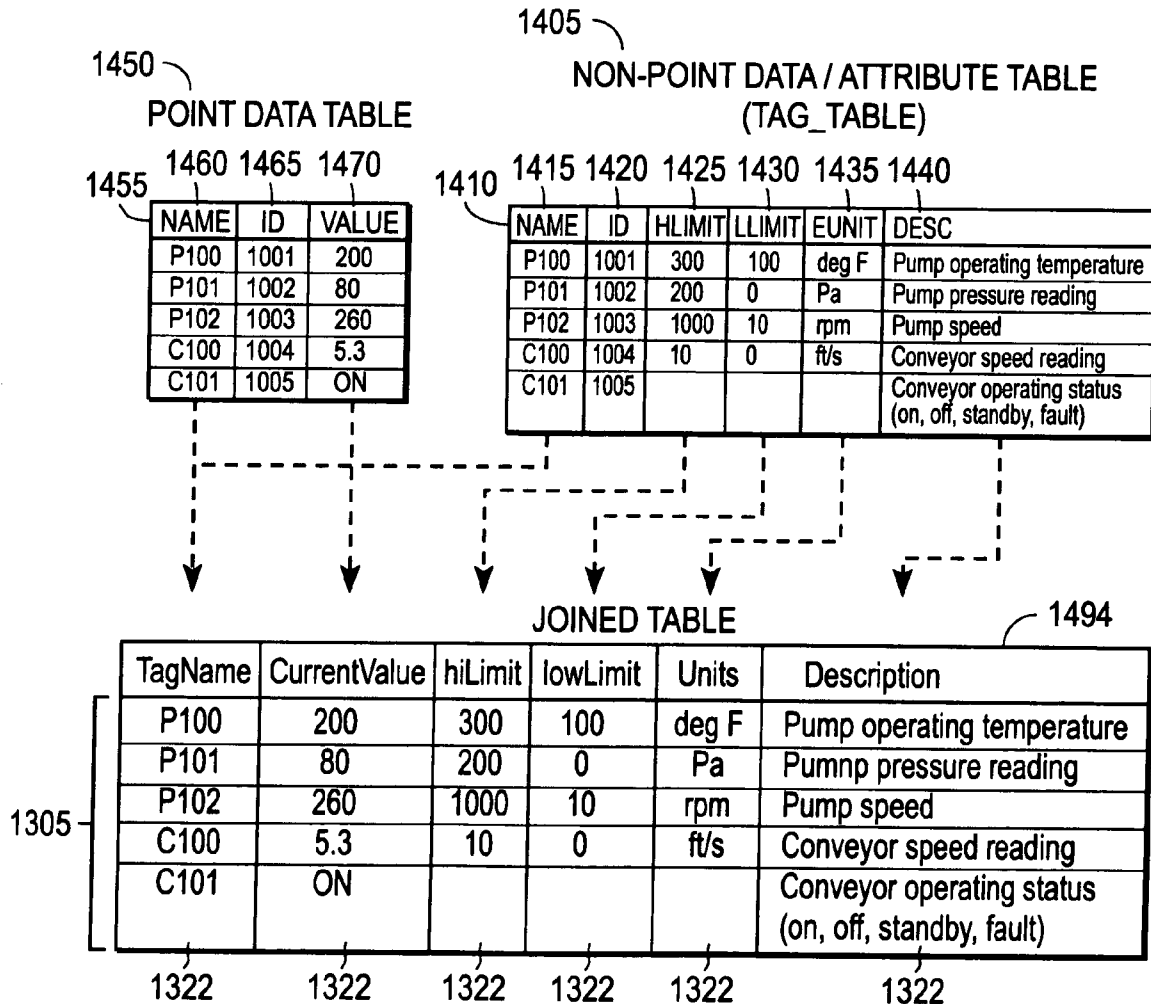 1405
1450
NON-POINT DATA / ATTRIBUTE TABLE
(TAG_TABLE)
POINT DATA TABLE
1460 1465 1470
1455
NAME ID VALUE
P100 1001 200
P101 1002 80
P102 1003 260
C100 1004 5.3
C101 1005 ON
1415 1420 1425 1430 1435 1440
1410
NAME ID HLIMIT LLIMIT EUNIT DESC
P100 1001 300 100 deg F Pump operating temperature
P101 1002 200 0 Pa Pump pressure reading
P102 1003 1000 10 rpm Pump speed
C100 1004 10 0 ft/s Conveyor speed reading
C101 1005 Conveyor operating status
(on, off, standby, fault)
JOINED TABLE
1494
TagName CurrentValue hiLimit lowLimit Units Description
P100 200 300 100 deg F Pump operating temperature
P101 80 200 0 Pa Pumnp pressure reading
P102 260 1000 10 rpm Pump speed
1305
C100 5.3 10 0 ft/s Conveyor speed reading
C101 ON Conveyor operating status
(on, off, standby, fault)
1322 1322 1322 1322 1322 1322